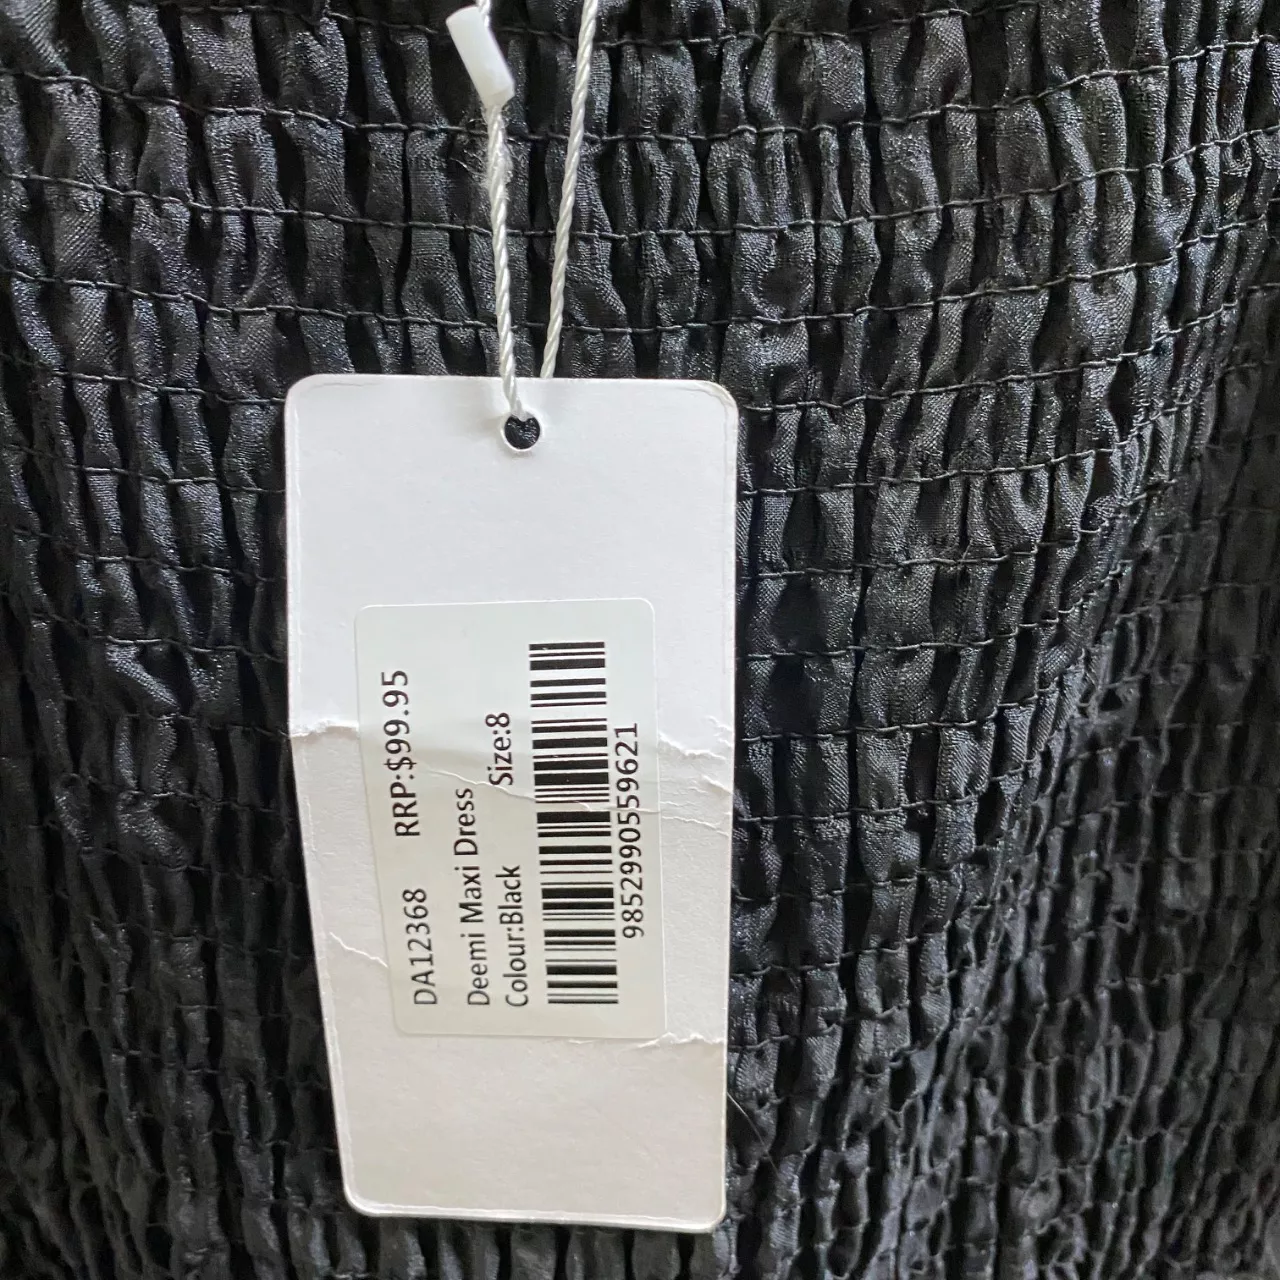 DA12368 RRP:$99.95
Deemi Maxi Dress
Colour:Black Size:8
9852990559621